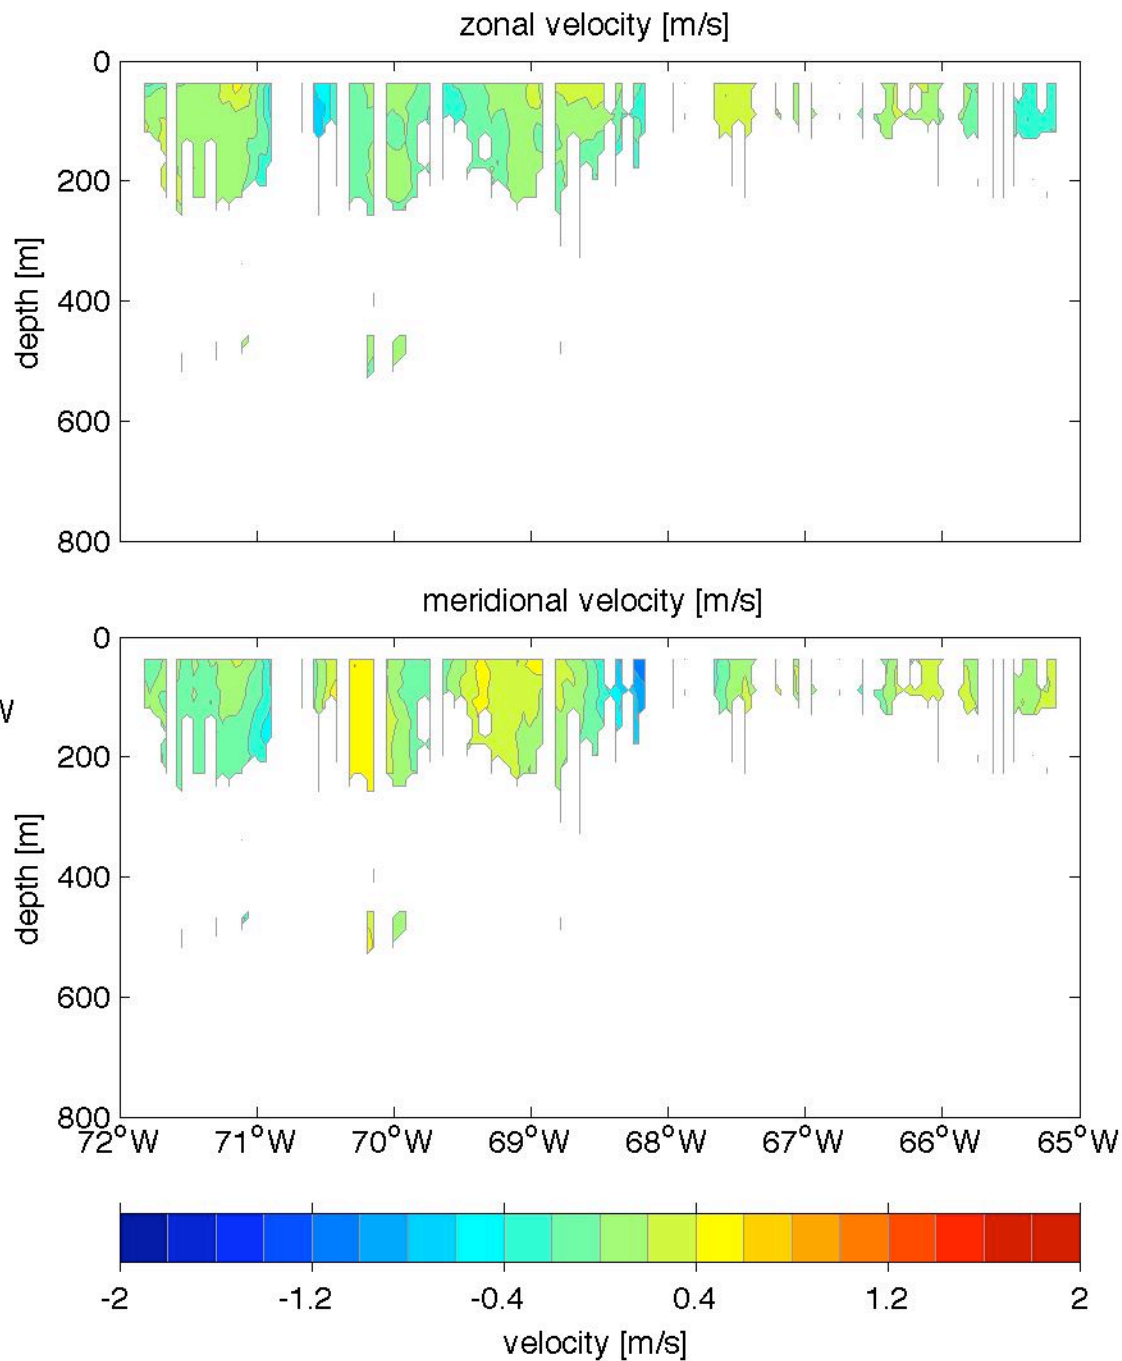 zonal velocity [m/s]
0
200
400
600
800
depth [m]
meridional velocity [m/s]
0
200
400
600
800
depth [m]
W
72°W 71°W 70°W 69°W 68°W 67°W 66°W 65°W
-2 -1.2 -0.4 0.4 1.2 2
velocity [m/s]